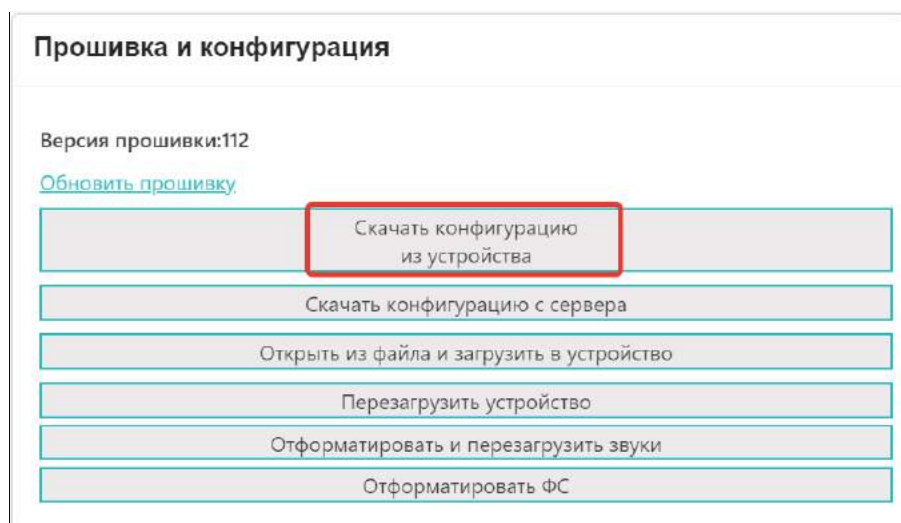 Прошивка и конфигурация
Версия прошивки:112
Обновить прошивку
Скачать конфигурацию
из устройства
Скачать конфигурацию с сервера
Открыть из файла и загрузить в устройство
Перезагрузить устройство
Отформатировать и перезагрузить звуки
Отформатировать ФС